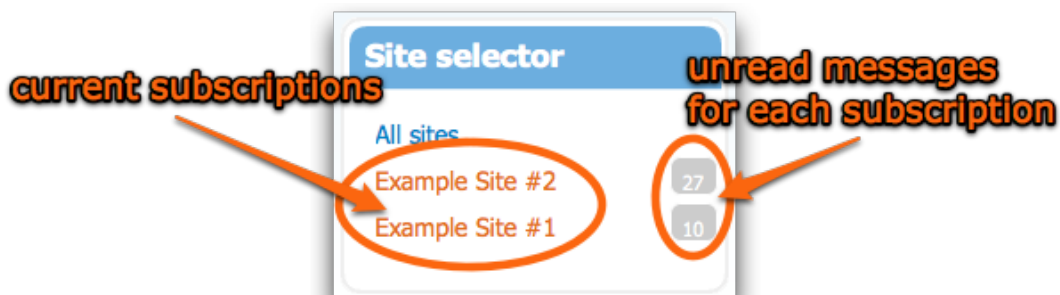 Site selector
current subscriptions
unread messages
for each subscription
All sites
Example Site #2 27
Example Site #1 10